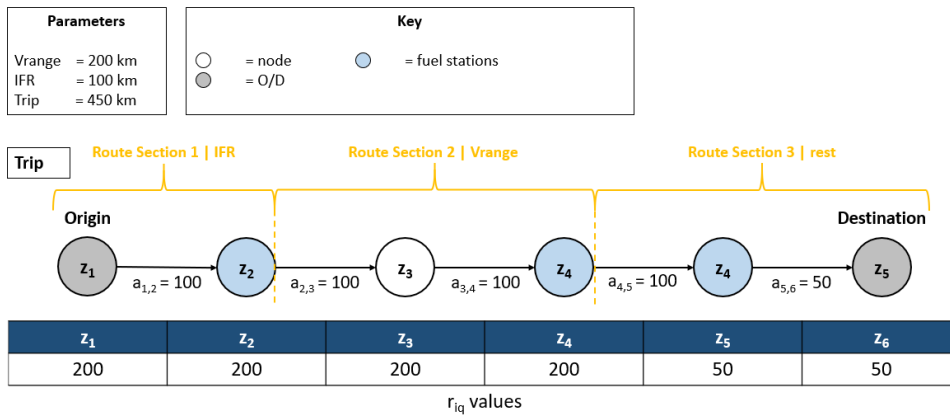 Parameters
Vrange = 200 km
IFR = 100 km
Trip = 450 km
Key
= node
= fuel stations
= O/D
Trip
Route Section 1 | IFR
Route Section 2 | Vrange
Route Section 3 | rest
Origin
Destination
z₁ z₂ z₃ z₄ z₄ z₅
a₁,₂ = 100 a₂,₃ = 100 a₃,₄ = 100 a₄,₅ = 100 a₅,₆ = 50
z₁ z₂ z₃ z₄ z₅ z₆
200 200 200 200 50 50
r_iq values